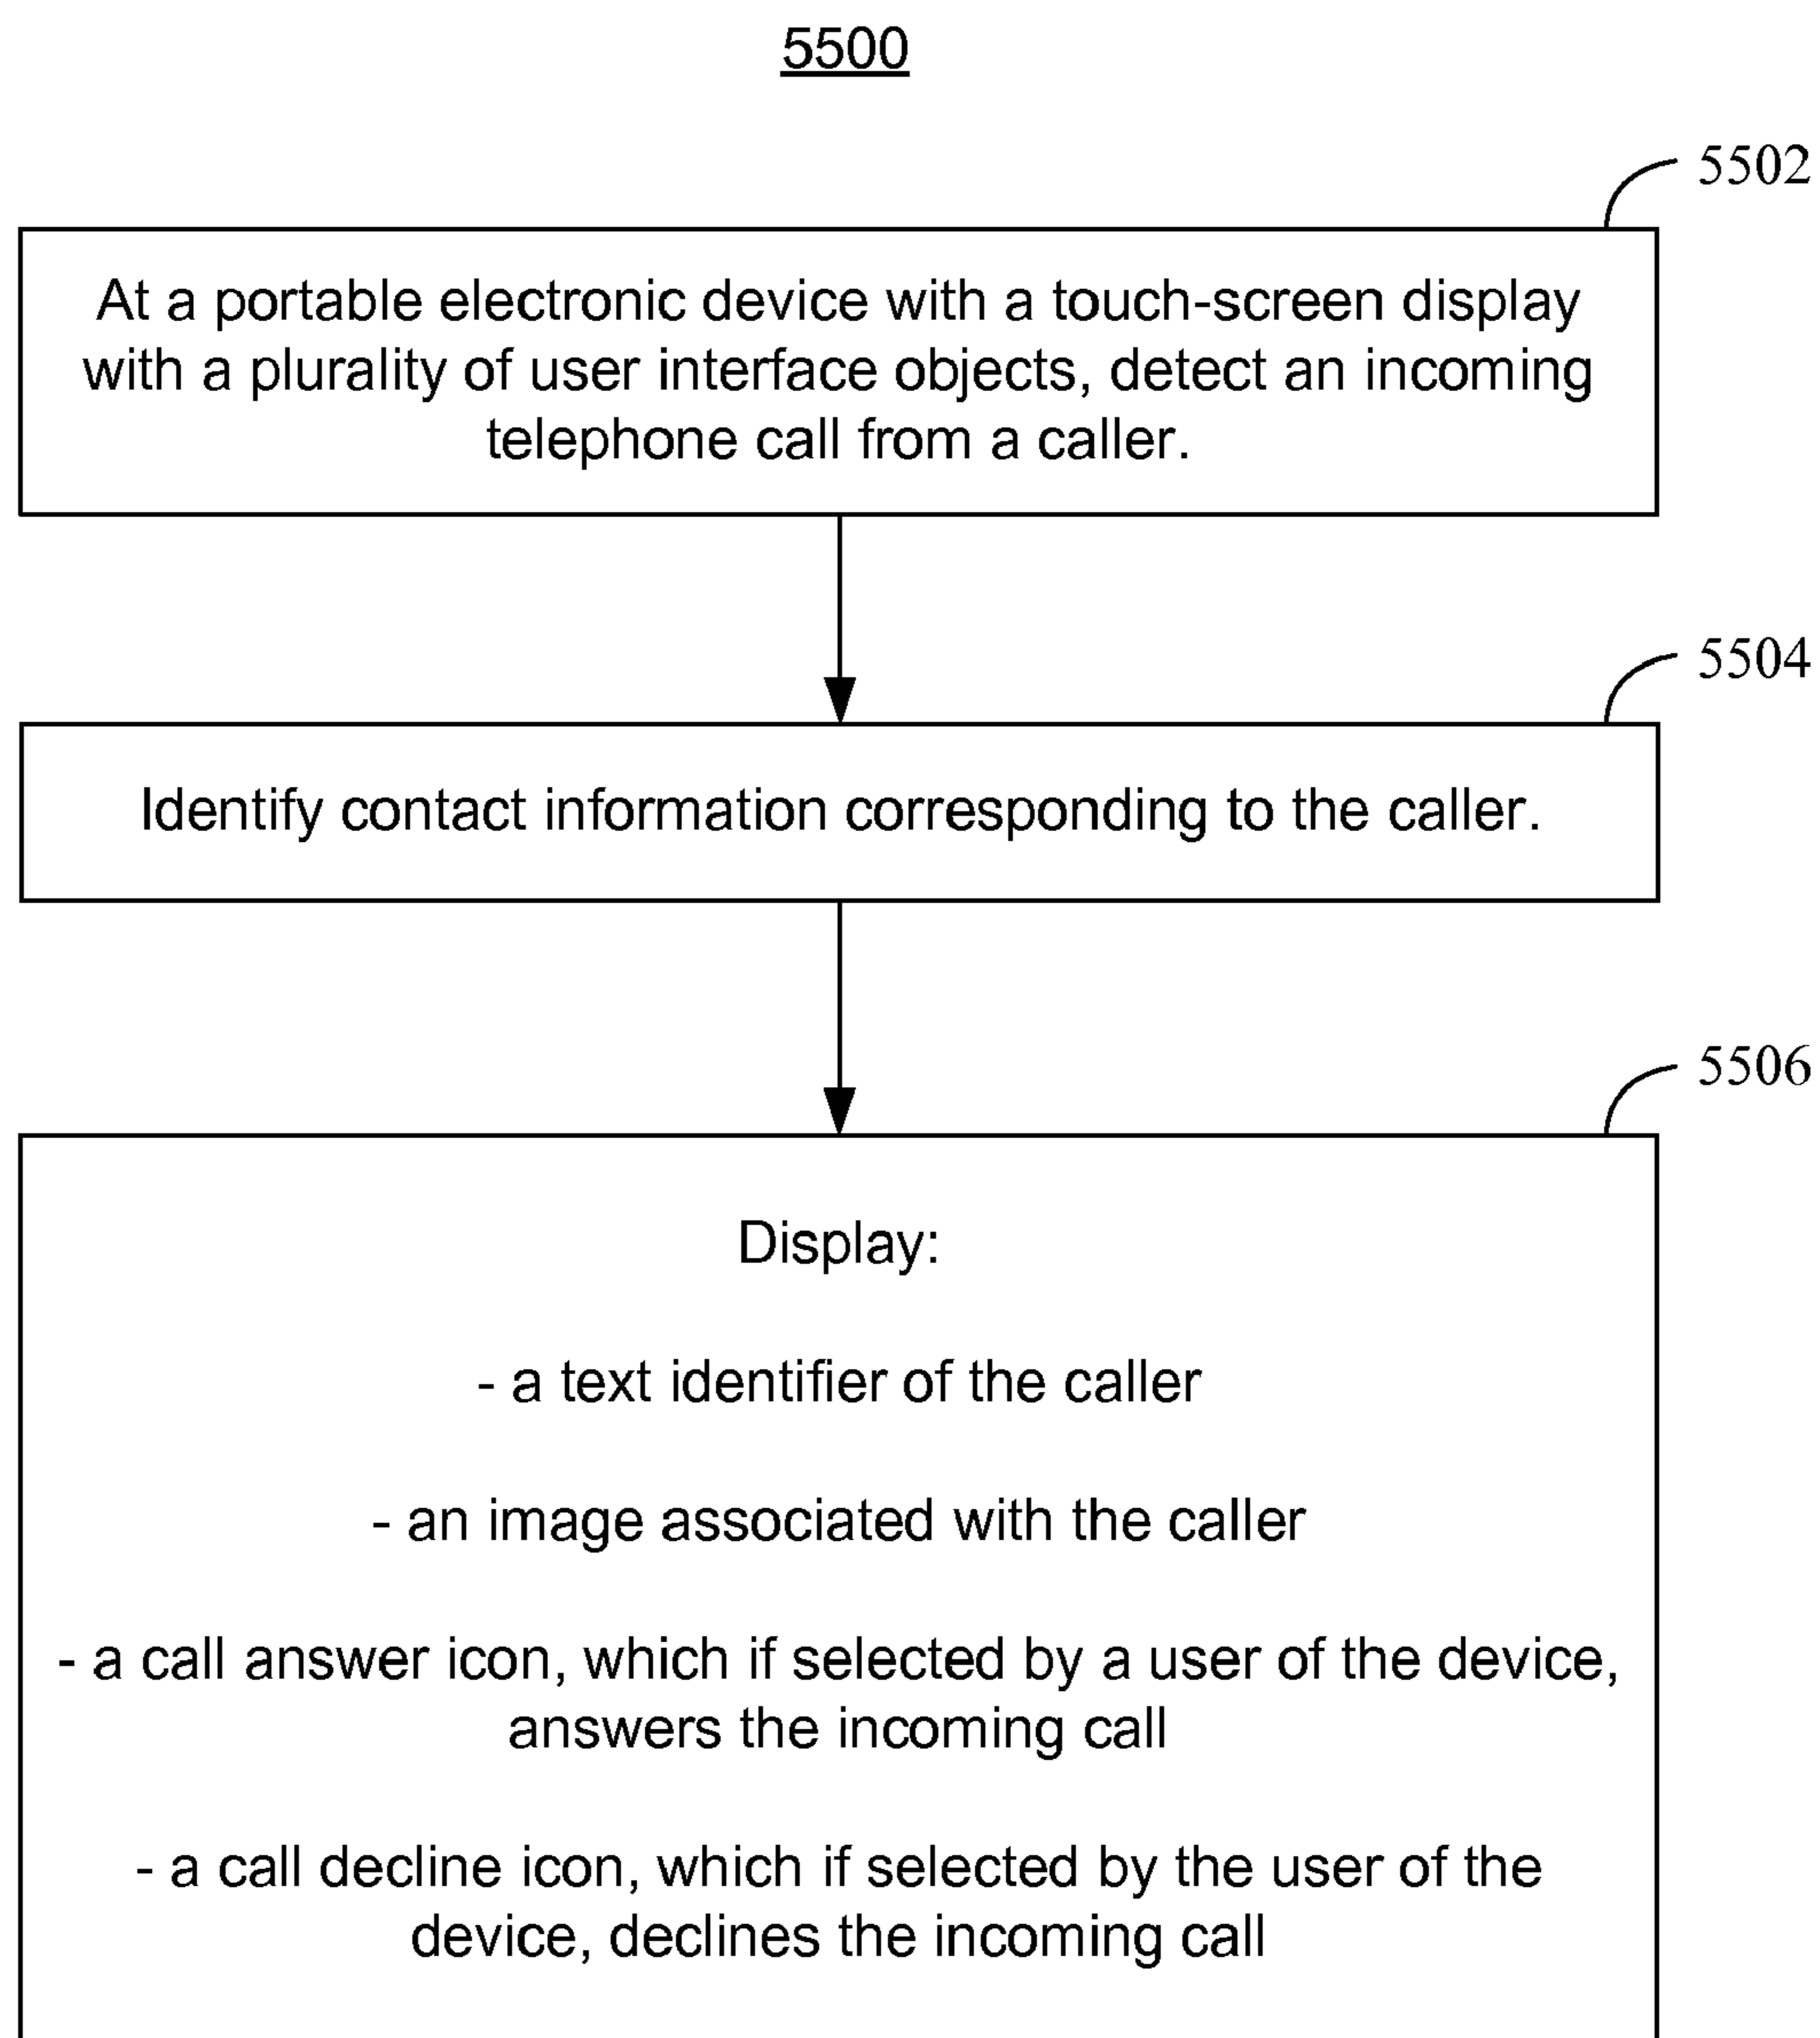 5500
5502
At a portable electronic device with a touch-screen display
with a plurality of user interface objects, detect an incoming
telephone call from a caller.
5504
Identify contact information corresponding to the caller.
5506
Display:
- a text identifier of the caller
- an image associated with the caller
- a call answer icon, which if selected by a user of the device,
answers the incoming call
- a call decline icon, which if selected by the user of the
device, declines the incoming call